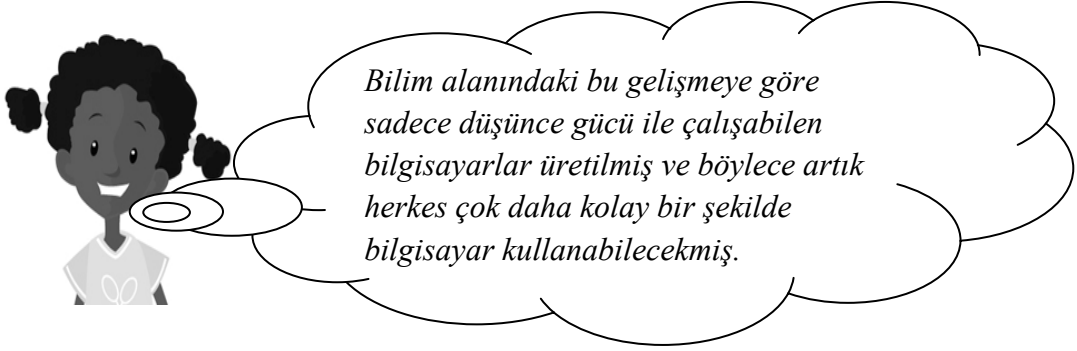 Bilim alanındaki bu gelişmeye göre
sadece düşünce gücü ile çalışabilen
bilgisayarlar üretilmiş ve böylece artık
herkes çok daha kolay bir şekilde
bilgisayar kullanabilecekmiş.